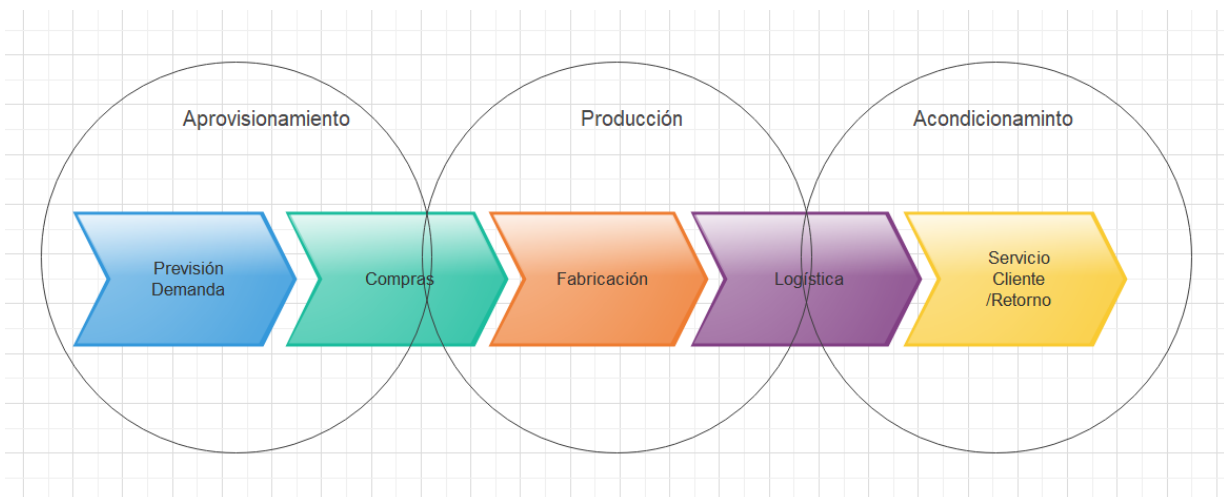 Aprovisionamiento
Producción
Acondicionaminto
Previsión
Demanda
Compras
Fabricación
Logística
Servicio
Cliente
/Retorno